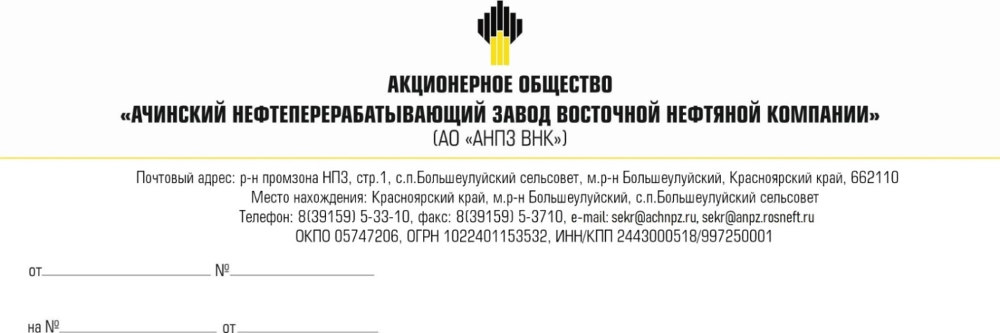 АКЦИОНЕРНОЕ ОБЩЕСТВО
«АЧИНСКИЙ НЕФТЕПЕРЕРАБАТЫВАЮЩИЙ ЗАВОД ВОСТОЧНОЙ НЕФТЯНОЙ КОМПАНИИ»
(АО «АНПЗ ВНК»)
Почтовый адрес: р-н промзона НПЗ, стр.1, с.п.Большеулуйский сельсовет, м.р-н Большеулуйский, Красноярский край, 662110
Место нахождения: Красноярский край, м.р-н Большеулуйский, с.п.Большеулуйский сельсовет
Телефон: 8(39159) 5-33-10, факс: 8(39159) 5-3710, e-mail: sekr@achnpz.ru, sekr@anpz.rosneft.ru
ОКПО 05747206, ОГРН 1022401153532, ИНН/КПП 2443000518/997250001
от №
на № от